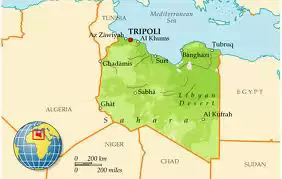 TUNISIA
Mediterranean
Sea
Az Zawiyah
TRIPOLI
Al Khums
Tubruq
Banghazi
Surt
Ghadamis
ALGERIA
Sabha
Libyan
Desert
EGYPT
Ghat
Sahara
Al Kufrah
0 200 km
0 200 miles
NIGER
CHAD
SUDAN